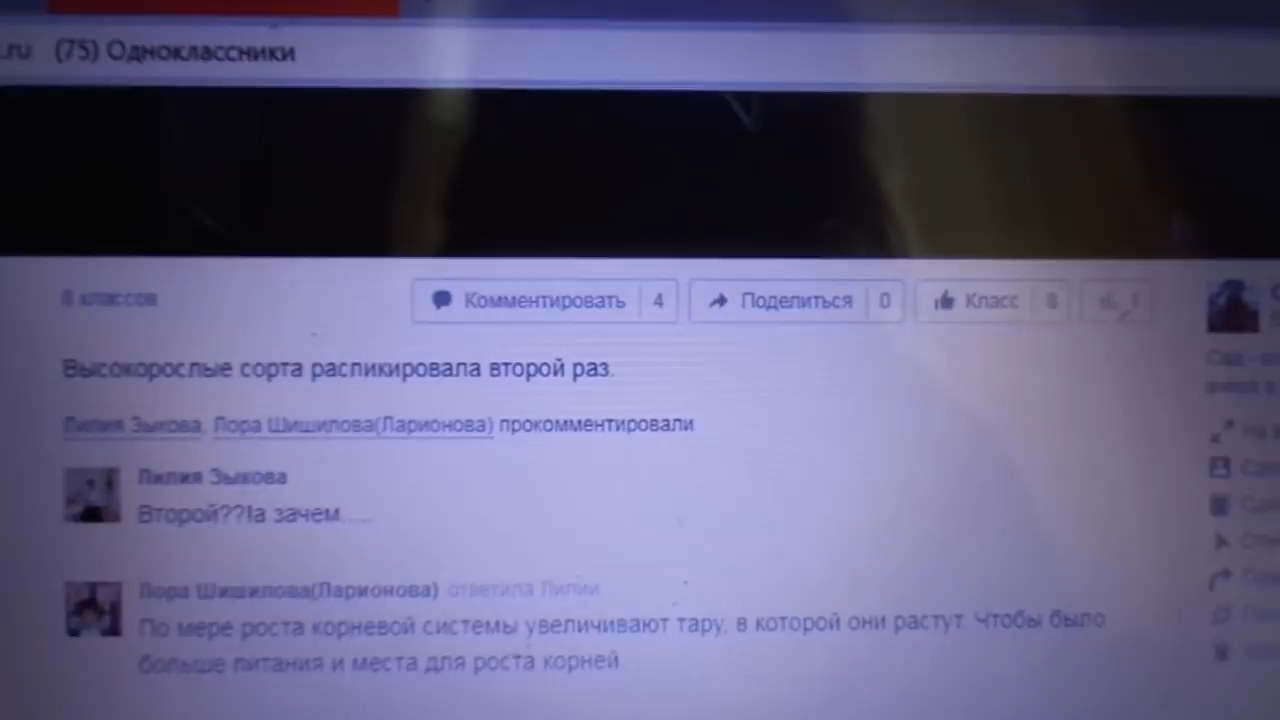 .ru (75) Одноклассники
8 классов
Комментировать 4
Поделиться 0
Класс 8
Высокорослые сорта распикировала второй раз.
Лилия Зыкова, Лора Шишилова(Ларионова) прокомментировали
Лилия Зыкова
Второй??!а зачем.....
Лора Шишилова(Ларионова) ответила Лилии
По мере роста корневой системы увеличивают тару, в которой они растут. Чтобы было
больше питания и места для роста корней